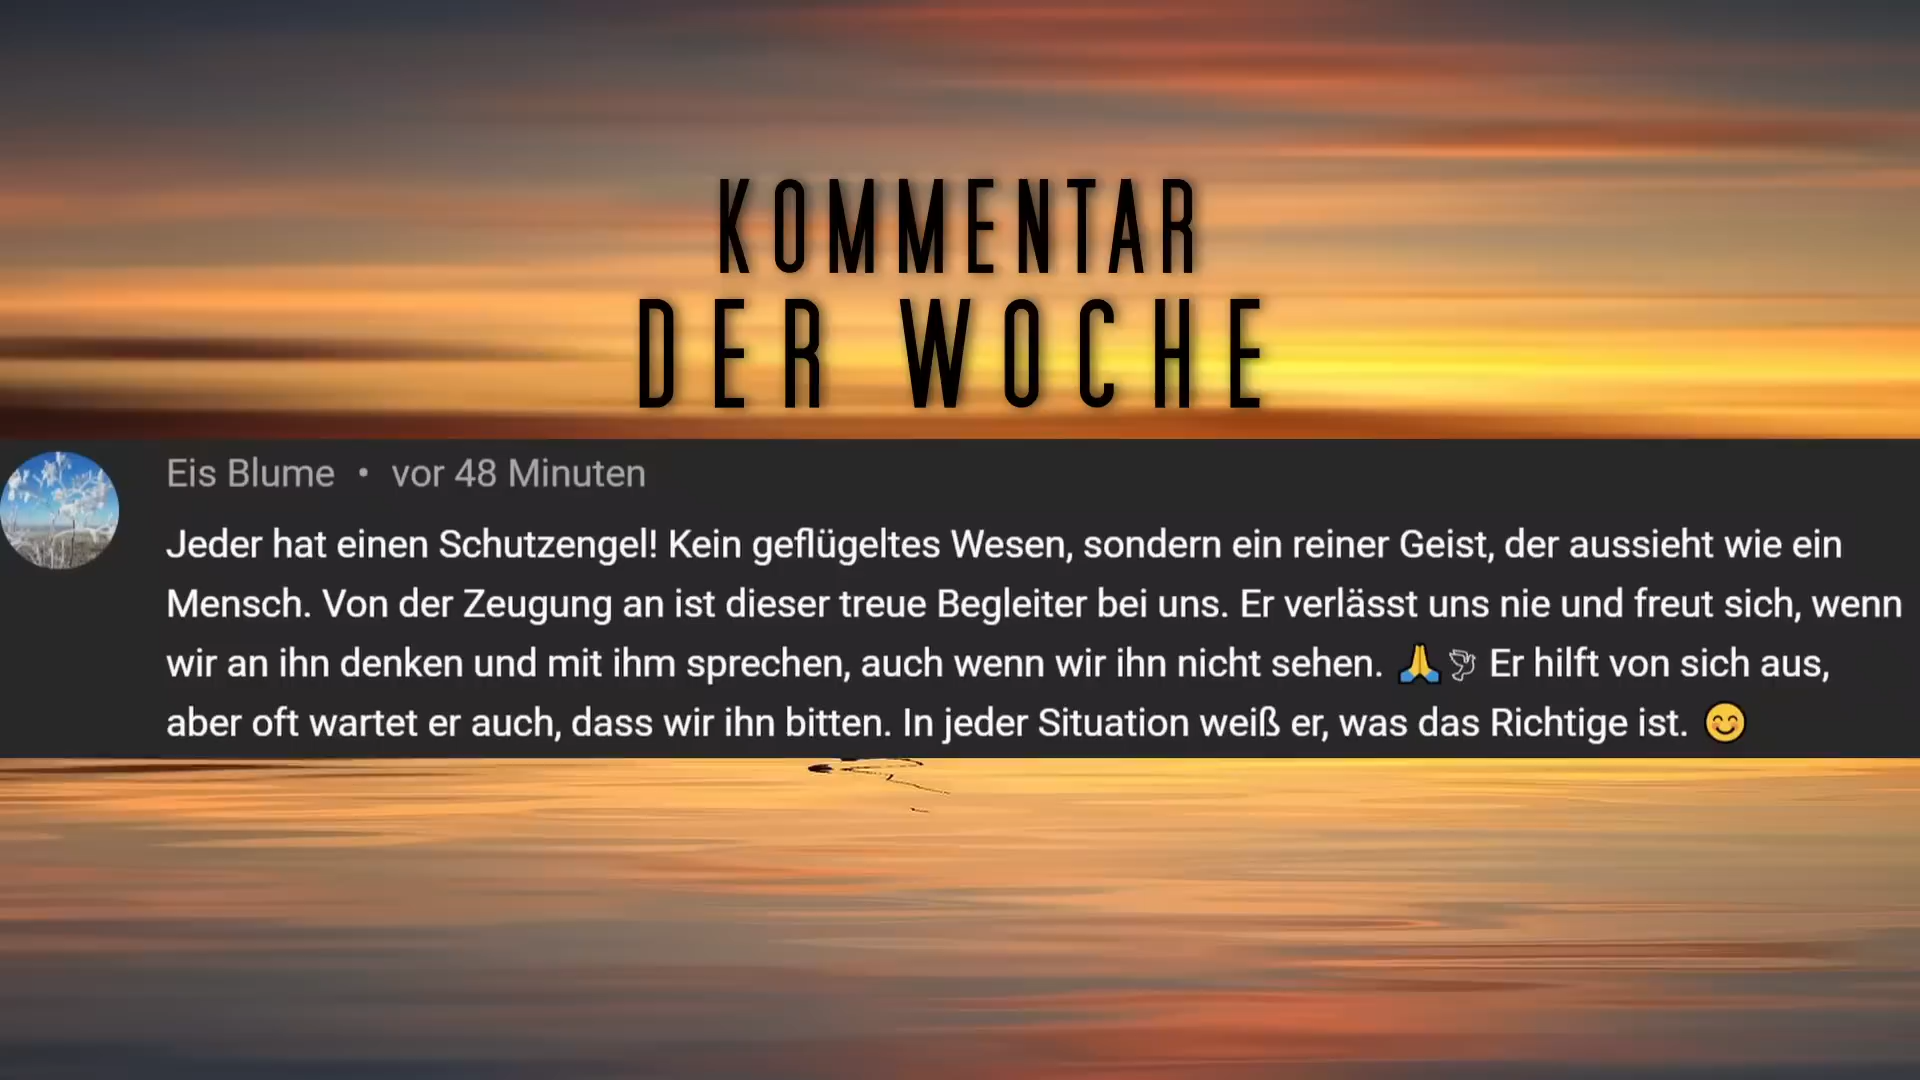 KOMMENTAR
DER WOCHE
Eis Blume • vor 48 Minuten
Jeder hat einen Schutzengel! Kein geflügeltes Wesen, sondern ein reiner Geist, der aussieht wie ein
Mensch. Von der Zeugung an ist dieser treue Begleiter bei uns. Er verlässt uns nie und freut sich, wenn
wir an ihn denken und mit ihm sprechen, auch wenn wir ihn nicht sehen. 🙏🕊 Er hilft von sich aus,
aber oft wartet er auch, dass wir ihn bitten. In jeder Situation weiß er, was das Richtige ist. 😊